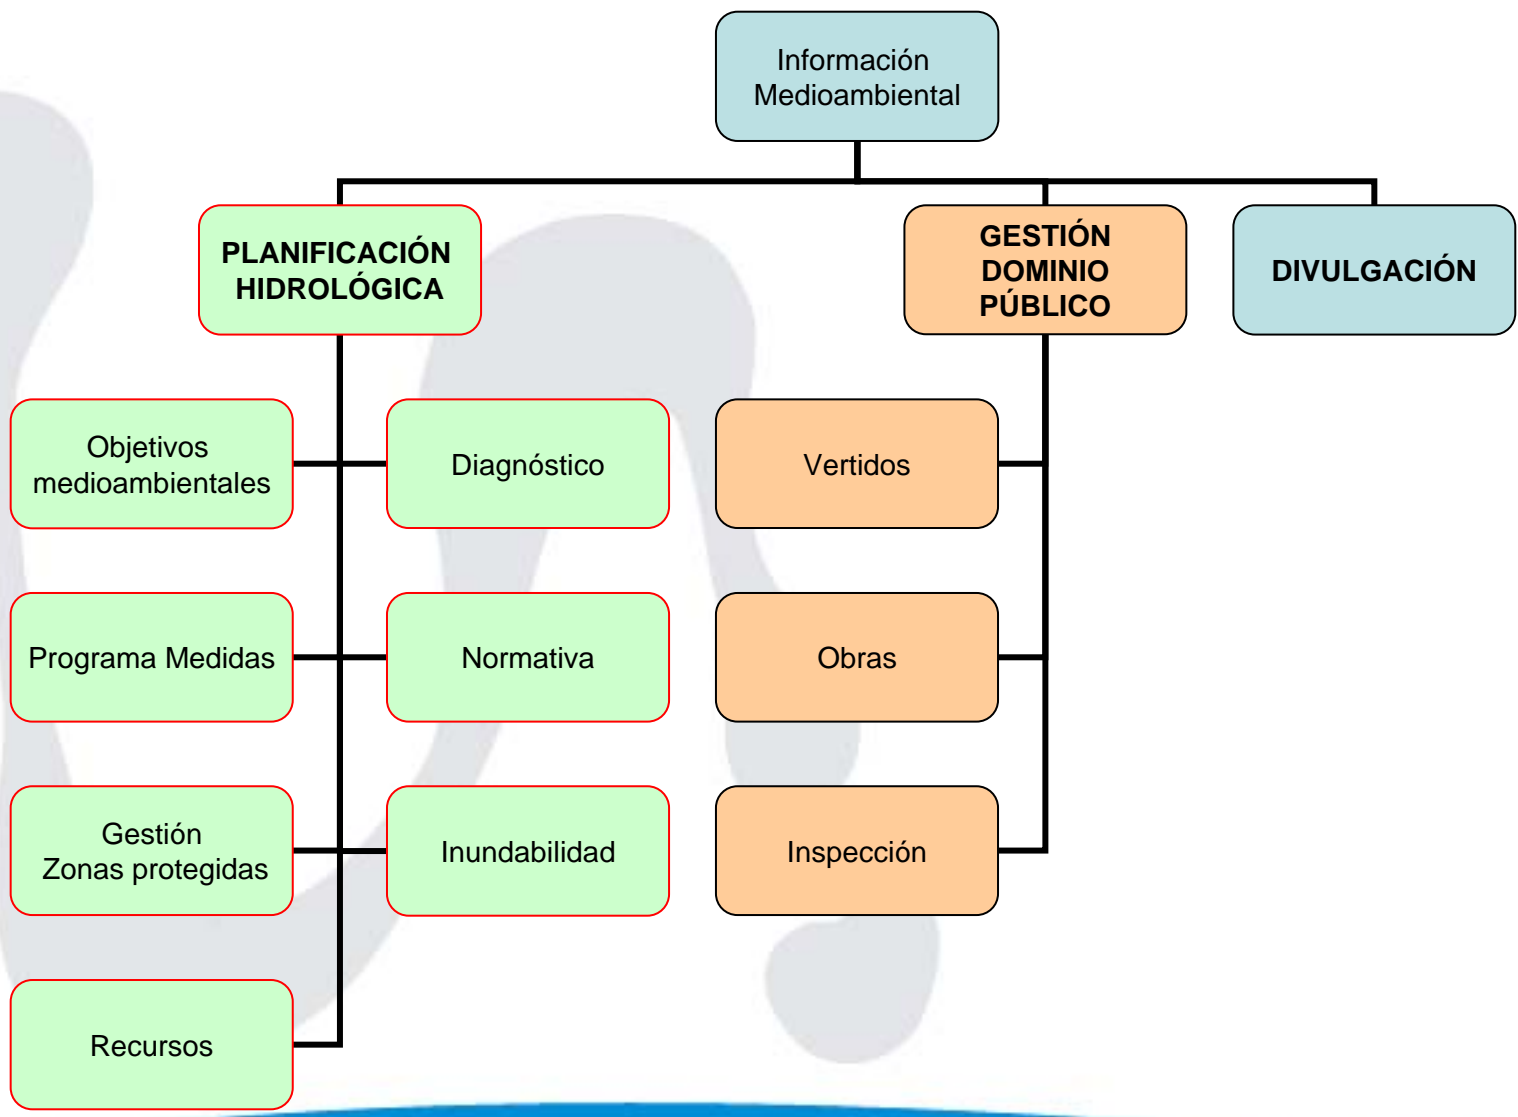 Información
Medioambiental
PLANIFICACIÓN
HIDROLÓGICA
GESTIÓN
DOMINIO
PÚBLICO
DIVULGACIÓN
Objetivos
medioambientales
Diagnóstico
Vertidos
Programa Medidas
Normativa
Obras
Gestión
Zonas protegidas
Inundabilidad
Inspección
Recursos